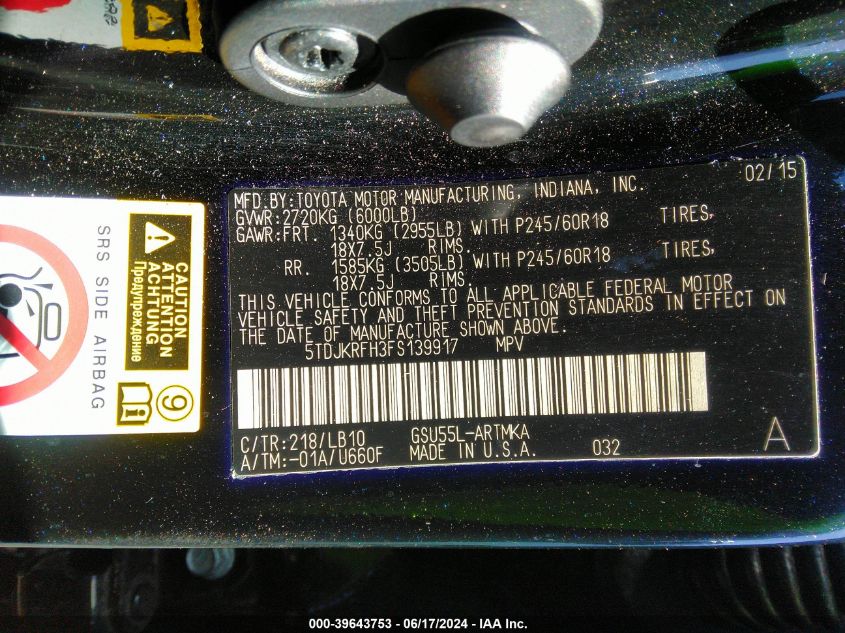 MFD.BY:TOYOTA MOTOR MANUFACTURING, INDIANA, INC. 02/15
GVWR:2720KG (6000LB)
GAWR:FRT. 1340KG (2955LB) WITH P245/60R18 TIRES,
18X7.5J RIMS.
RR. 1585KG (3505LB) WITH P245/60R18 TIRES,
18X7.5J RIMS.
THIS VEHICLE CONFORMS TO ALL APPLICABLE FEDERAL MOTOR
VEHICLE SAFETY AND THEFT PREVENTION STANDARDS IN EFFECT ON
THE DATE OF MANUFACTURE SHOWN ABOVE.
5TDJKRFH3FS139917 MPV
C/TR:218/LB10 GSU55L-ARTMKA
A/TM:-01A/U660F MADE IN U.S.A. 032 A
SRS SIDE AIRBAG
CAUTION
ATTENTION
ACHTUNG
Предупреждение
9
000-39643753 - 06/17/2024 - IAA Inc.